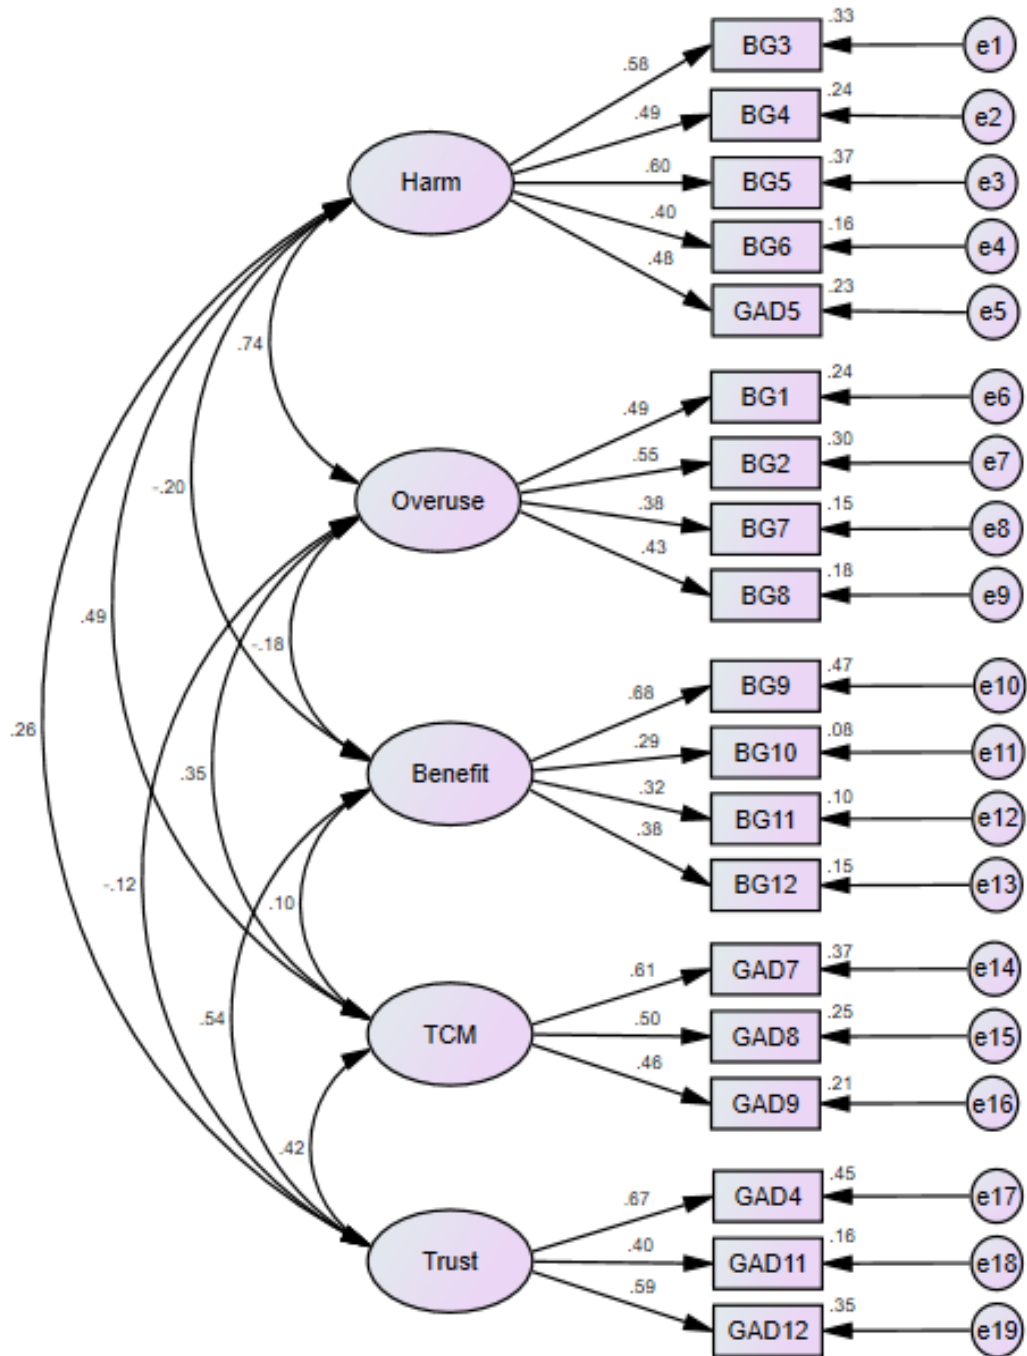 .33
BG3
e1
.58
.24
BG4
e2
.49
.37
BG5
e3
.60
Harm
.16
BG6
e4
.40
.23
GAD5
e5
.48
.74
.24
BG1
e6
.49
.30
BG2
e7
.55
-.20
Overuse
.15
BG7
e8
.38
.18
BG8
e9
.43
.49
-.18
.47
BG9
e10
.68
.26
.08
BG10
e11
.29
.35
Benefit
.10
BG11
e12
.32
.15
BG12
e13
.38
-.12
.10
.37
GAD7
e14
.61
.54
TCM
.25
GAD8
e15
.50
.21
GAD9
e16
.46
.42
.45
GAD4
e17
.67
Trust
.16
GAD11
e18
.40
.35
GAD12
e19
.59